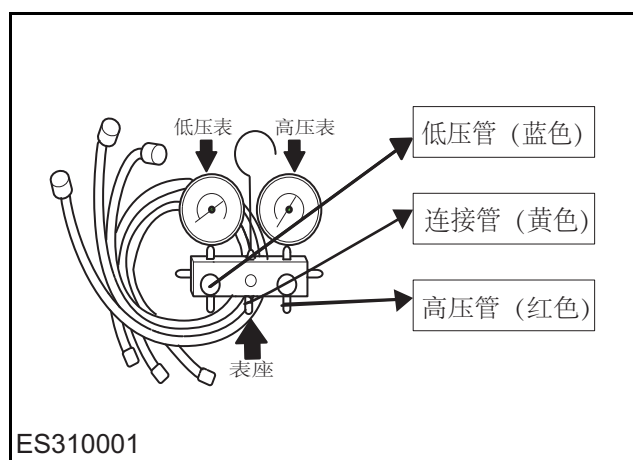 低压表
高压表
低压管（蓝色）
连接管（黄色）
高压管（红色）
表座
ES310001